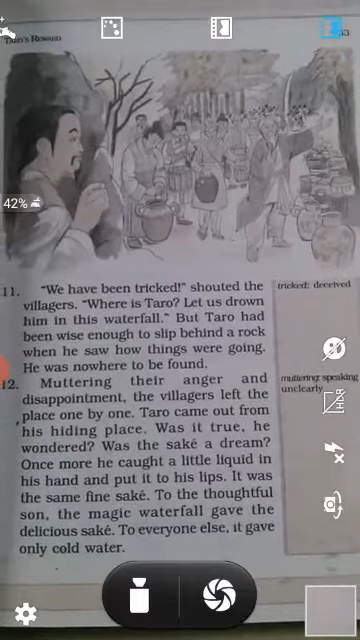 TARO'S REWARD
53
42%
11. "We have been tricked!" shouted the
villagers. "Where is Taro? Let us drown
him in this waterfall." But Taro had
been wise enough to slip behind a rock
when he saw how things were going.
He was nowhere to be found.
tricked: deceived
12. Muttering their anger and
disappointment, the villagers left the
place one by one. Taro came out from
his hiding place. Was it true, he
wondered? Was the saké a dream?
Once more he caught a little liquid in
his hand and put it to his lips. It was
the same fine saké. To the thoughtful
son, the magic waterfall gave the
delicious saké. To everyone else, it gave
only cold water.
muttering: speaking
unclearly
HDR